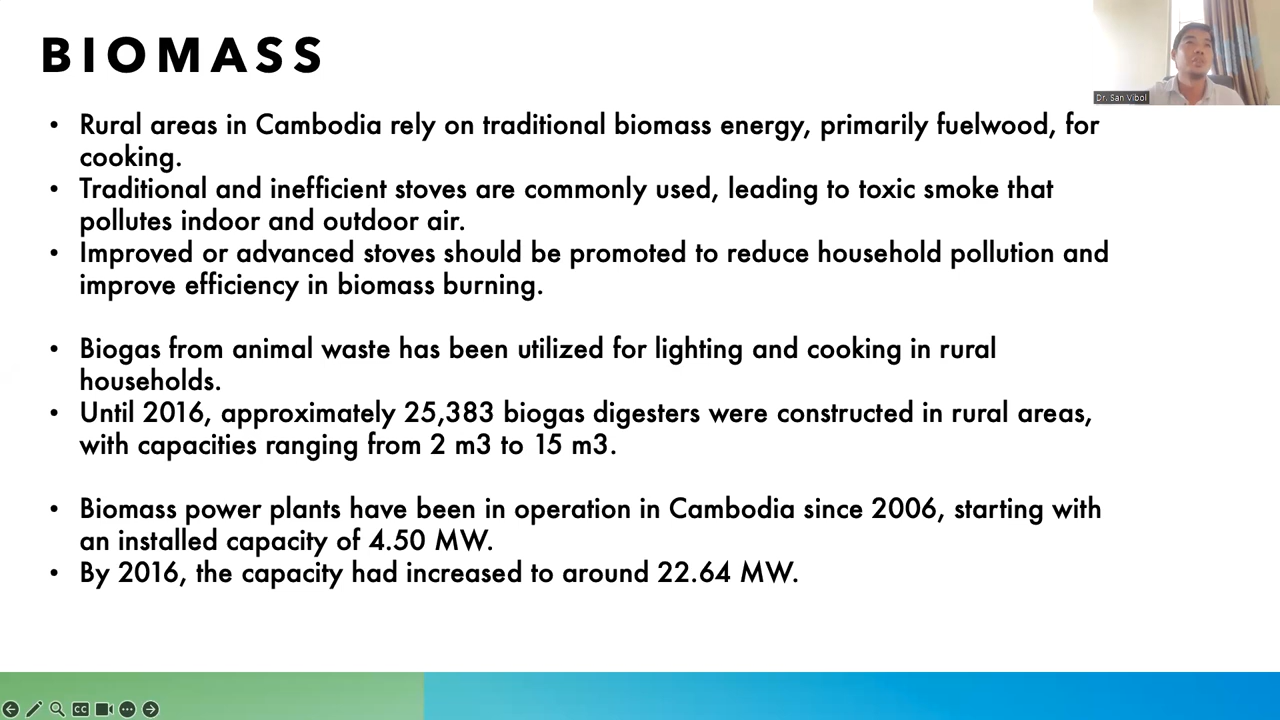 BIOMASS
Dr. San Vibol
• Rural areas in Cambodia rely on traditional biomass energy, primarily fuelwood, for
cooking.
• Traditional and inefficient stoves are commonly used, leading to toxic smoke that
pollutes indoor and outdoor air.
• Improved or advanced stoves should be promoted to reduce household pollution and
improve efficiency in biomass burning.
• Biogas from animal waste has been utilized for lighting and cooking in rural
households.
• Until 2016, approximately 25,383 biogas digesters were constructed in rural areas,
with capacities ranging from 2 m3 to 15 m3.
• Biomass power plants have been in operation in Cambodia since 2006, starting with
an installed capacity of 4.50 MW.
• By 2016, the capacity had increased to around 22.64 MW.
CC